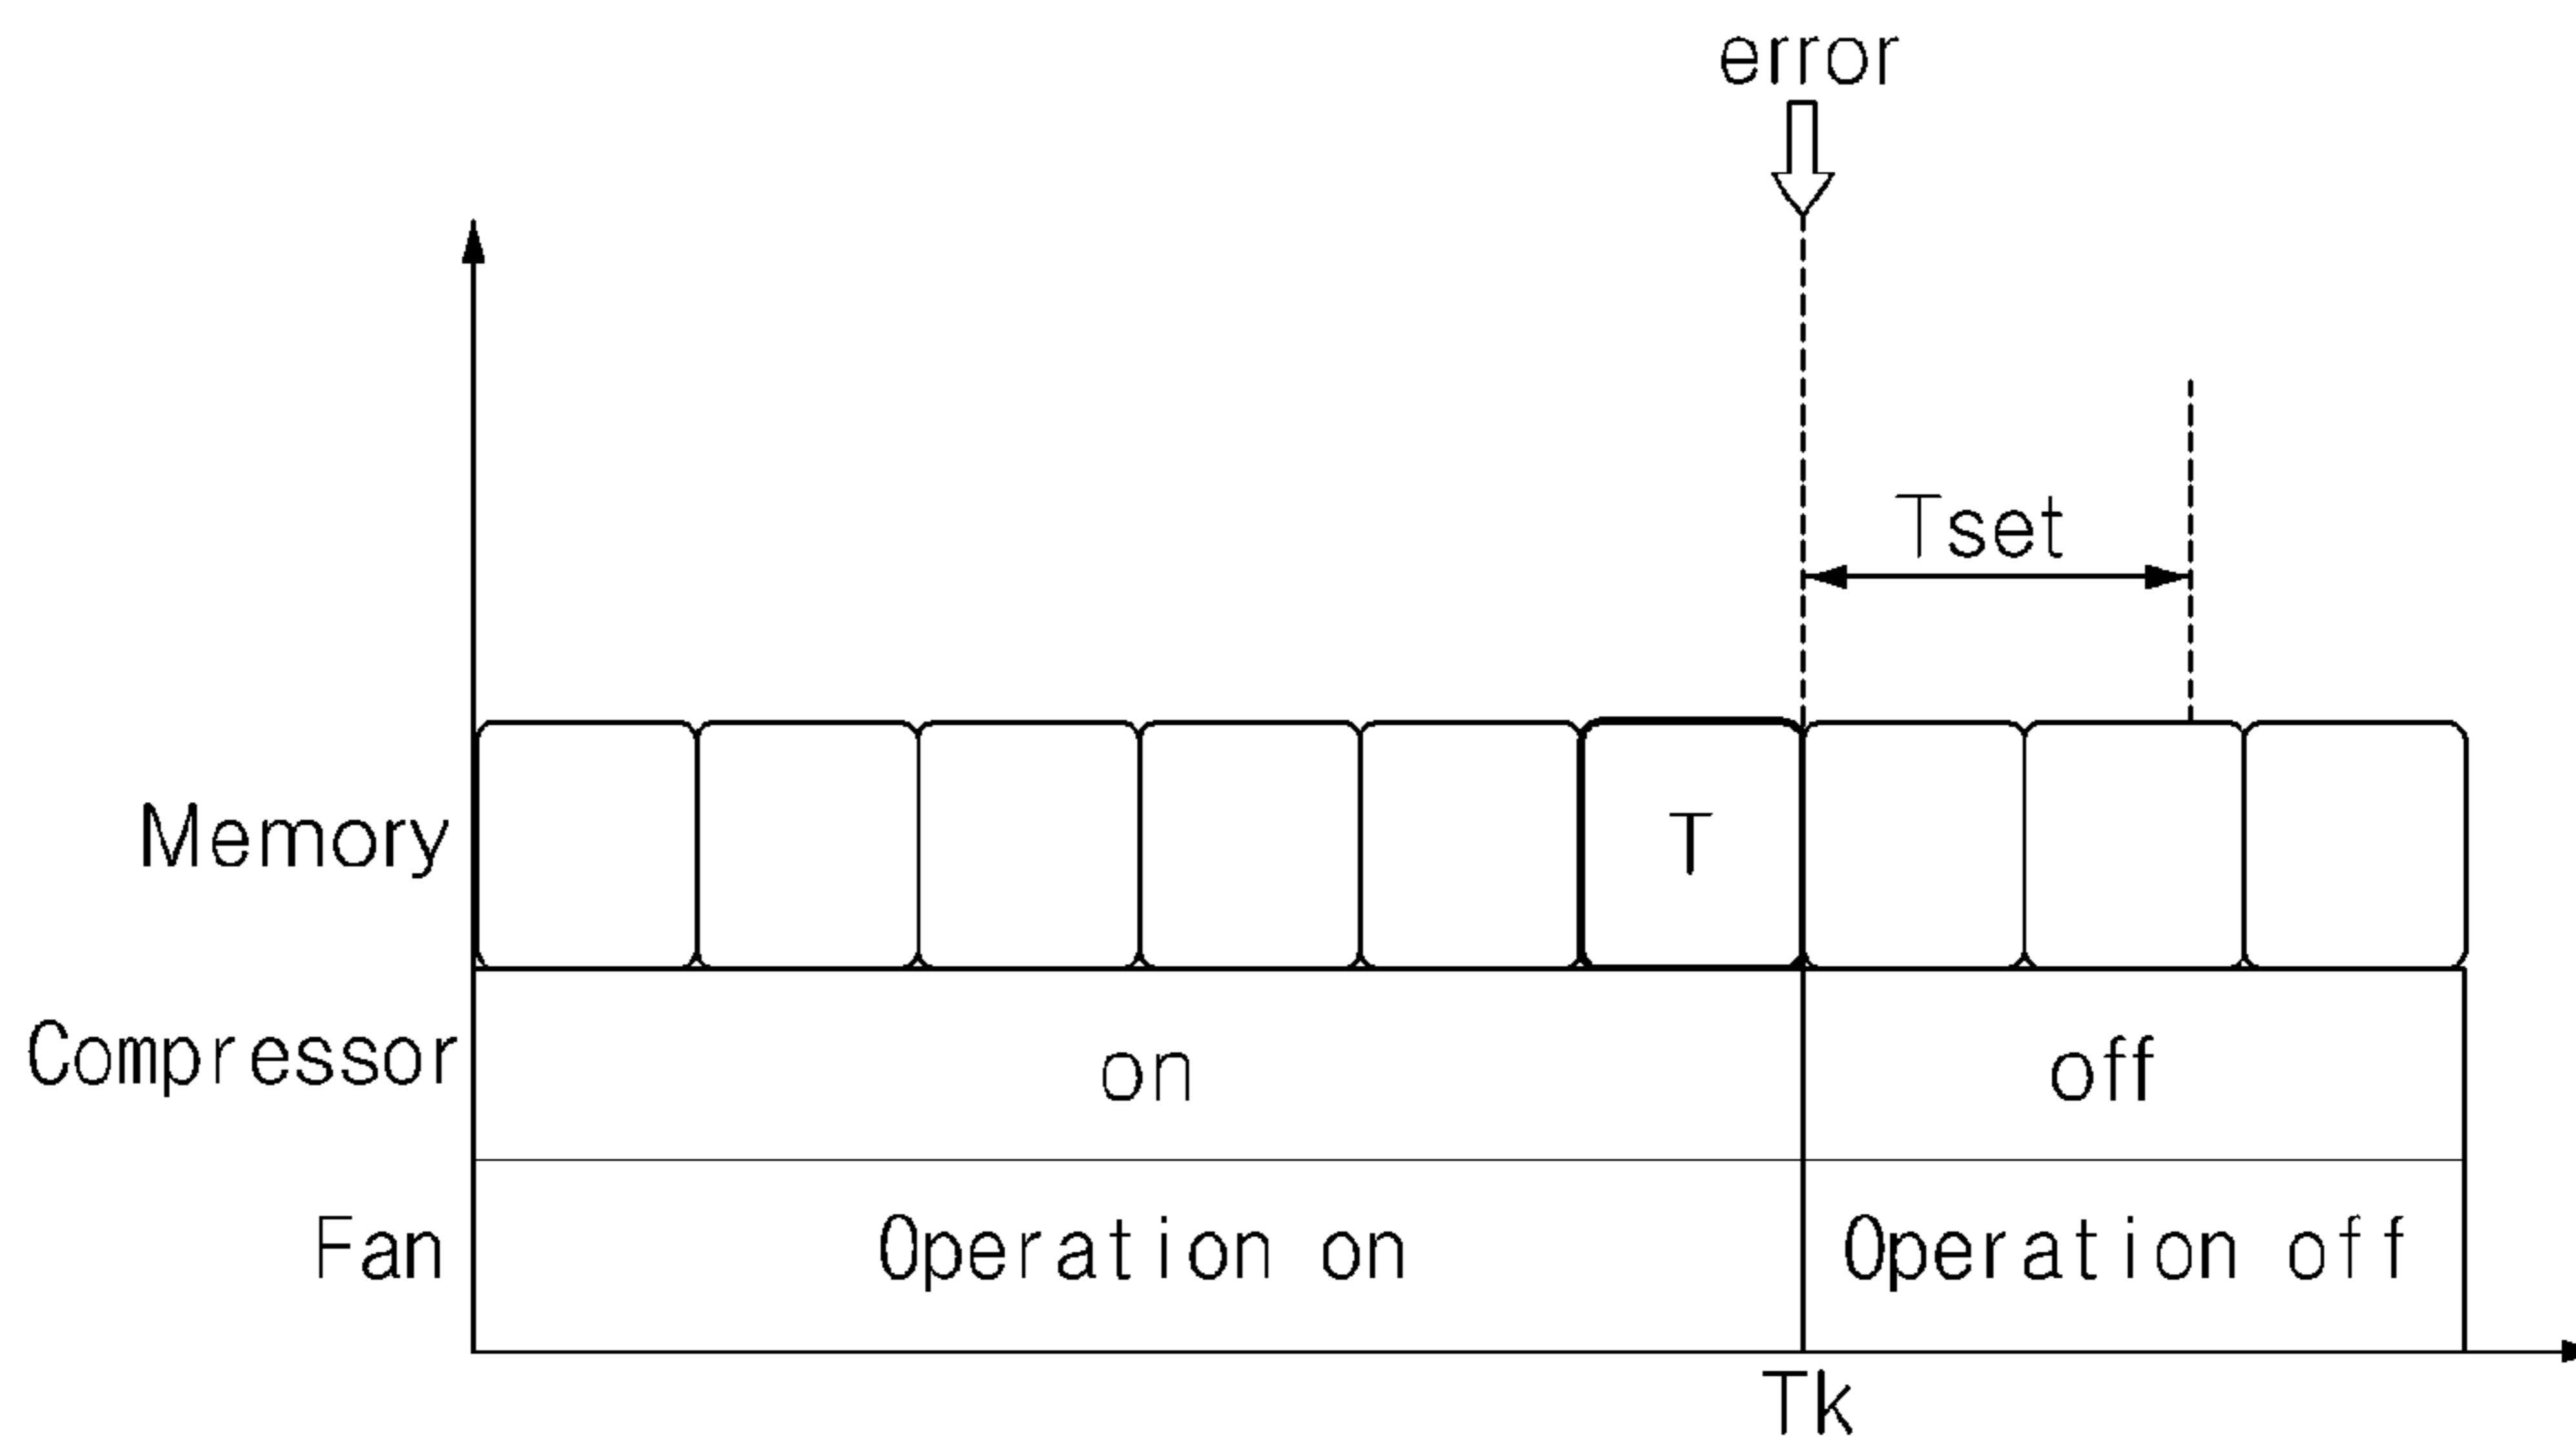 error
Tset
Memory T
Compressor on off
Fan Operation on Operation off
Tk